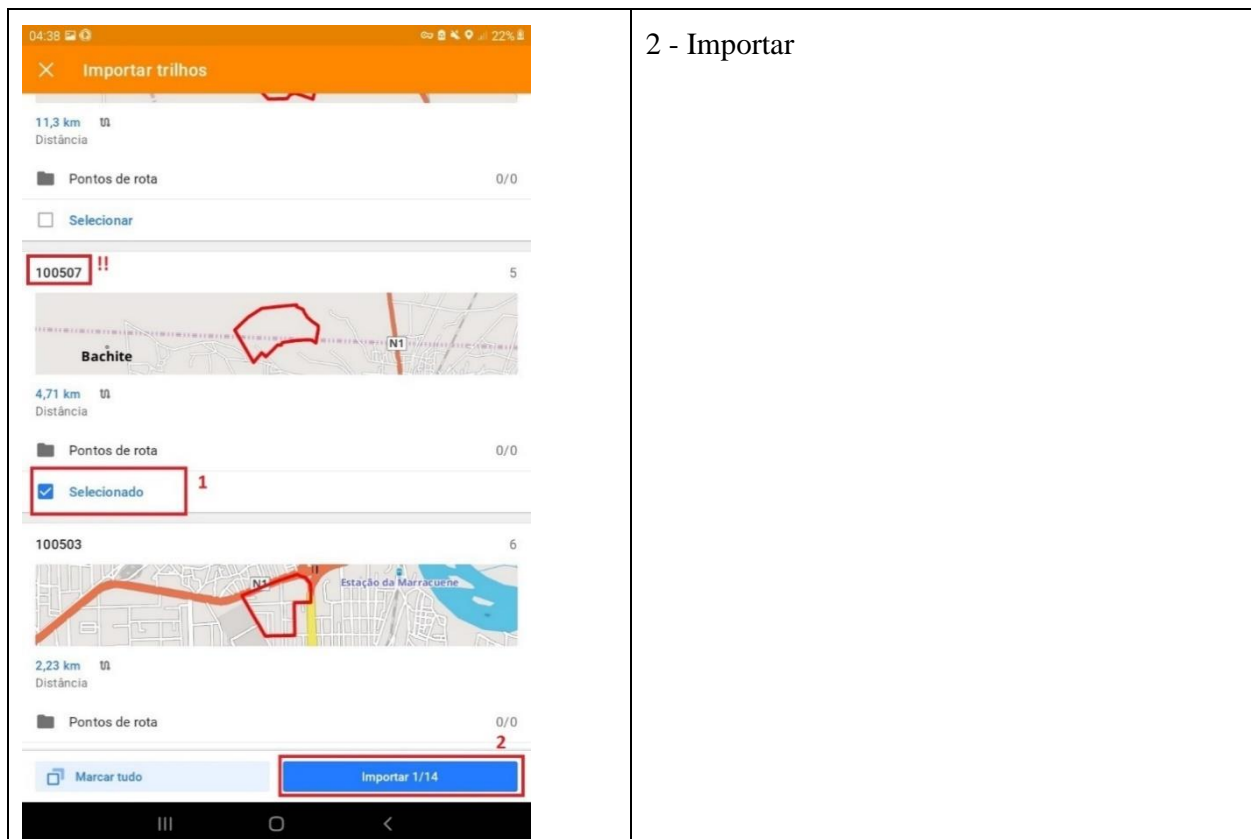 04:38 22%
Importar trilhos
11,3 km
Distância
Pontos de rota 0/0
Selecionar
100507 !! 5
Bachite N1
4,71 km
Distância
Pontos de rota 0/0
Selecionado 1
100503 6
N1 Estação da Marracuene
2,23 km
Distância
Pontos de rota 0/0
2
Marcar tudo Importar 1/14
2 - Importar